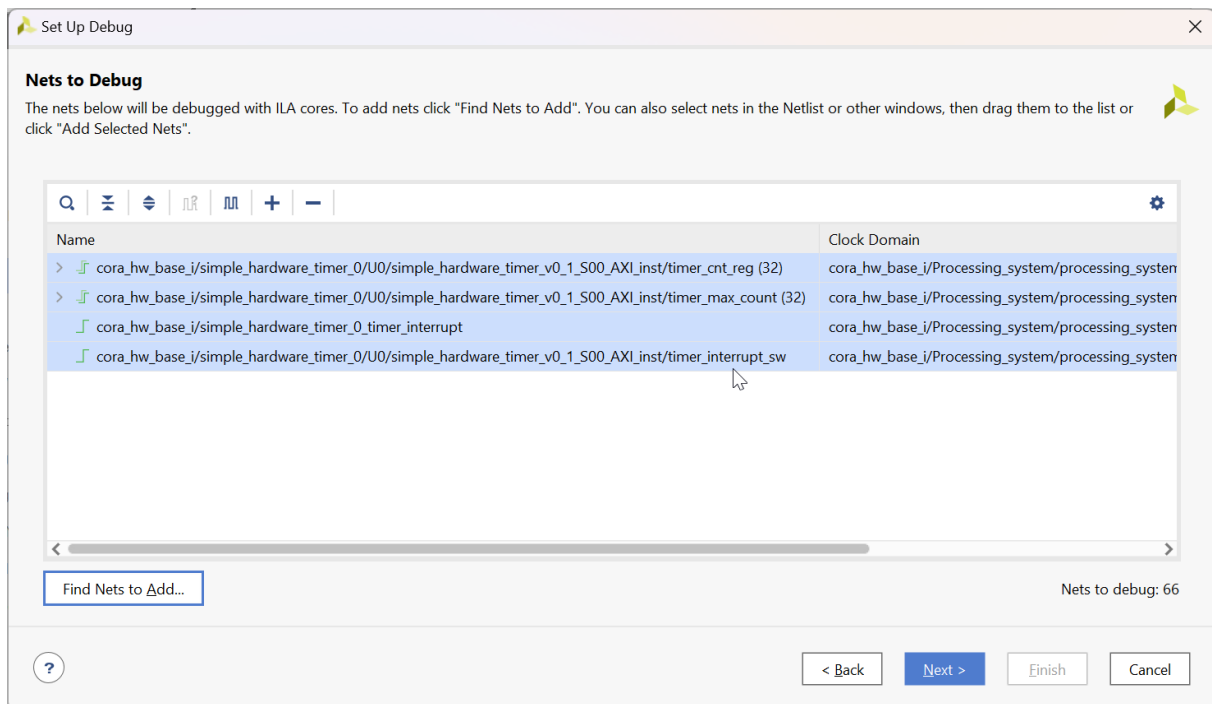 Set Up Debug
Nets to Debug
The nets below will be debugged with ILA cores. To add nets click "Find Nets to Add". You can also select nets in the Netlist or other windows, then drag them to the list or
click "Add Selected Nets".
Name Clock Domain
cora_hw_base_i/simple_hardware_timer_0/U0/simple_hardware_timer_v0_1_S00_AXI_inst/timer_cnt_reg (32) cora_hw_base_i/Processing_system/processing_system
cora_hw_base_i/simple_hardware_timer_0/U0/simple_hardware_timer_v0_1_S00_AXI_inst/timer_max_count (32) cora_hw_base_i/Processing_system/processing_system
cora_hw_base_i/simple_hardware_timer_0_timer_interrupt cora_hw_base_i/Processing_system/processing_system
cora_hw_base_i/simple_hardware_timer_0/U0/simple_hardware_timer_v0_1_S00_AXI_inst/timer_interrupt_sw cora_hw_base_i/Processing_system/processing_system
Find Nets to Add... Nets to debug: 66
? < Back Next > Finish Cancel